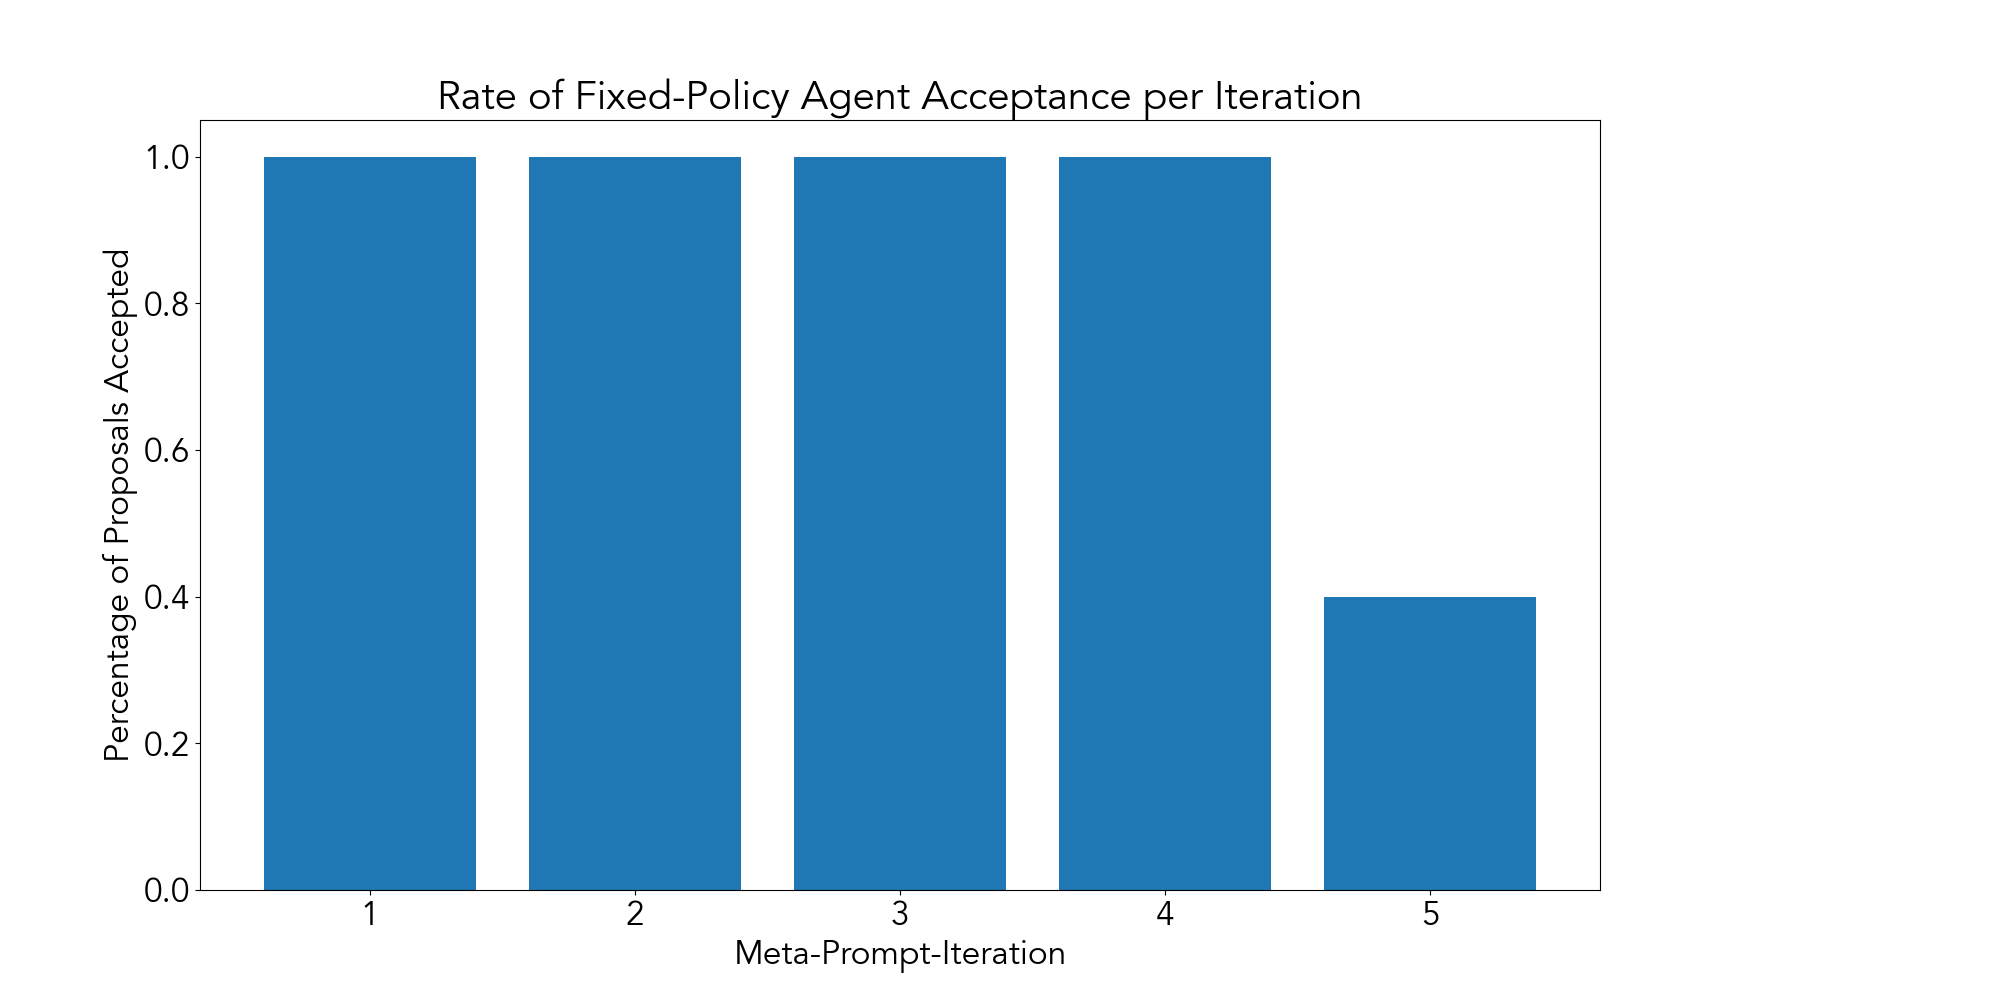 Rate of Fixed-Policy Agent Acceptance per Iteration
Percentage of Proposals Accepted
1.0
0.8
0.6
0.4
0.2
0.0
1 2 3 4 5
Meta-Prompt-Iteration